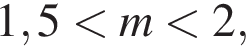 1,5 < m < 2,